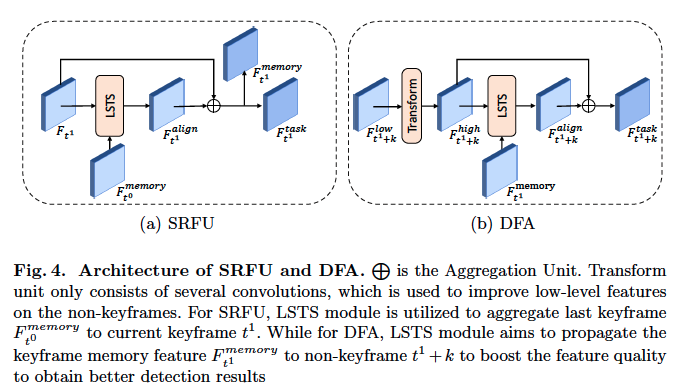 F_{t^1}^{memory}
LSTS
F_{t^1}
F_{t^1}^{align}
F_{t^1}^{task}
F_{t^0}^{memory}
(a) SRFU
Transform
LSTS
F_{t^1+k}^{low}
F_{t^1+k}^{high}
F_{t^1+k}^{align}
F_{t^1+k}^{task}
F_{t^1}^{memory}
(b) DFA
Fig. 4. Architecture of SRFU and DFA. ⊕ is the Aggregation Unit. Transform
unit only consists of several convolutions, which is used to improve low-level features
on the non-keyframes. For SRFU, LSTS module is utilized to aggregate last keyframe
F_{t^0}^{memory} to current keyframe t^1. While for DFA, LSTS module aims to propagate the
keyframe memory feature F_{t^1}^{memory} to non-keyframe t^1 + k to boost the feature quality
to obtain better detection results